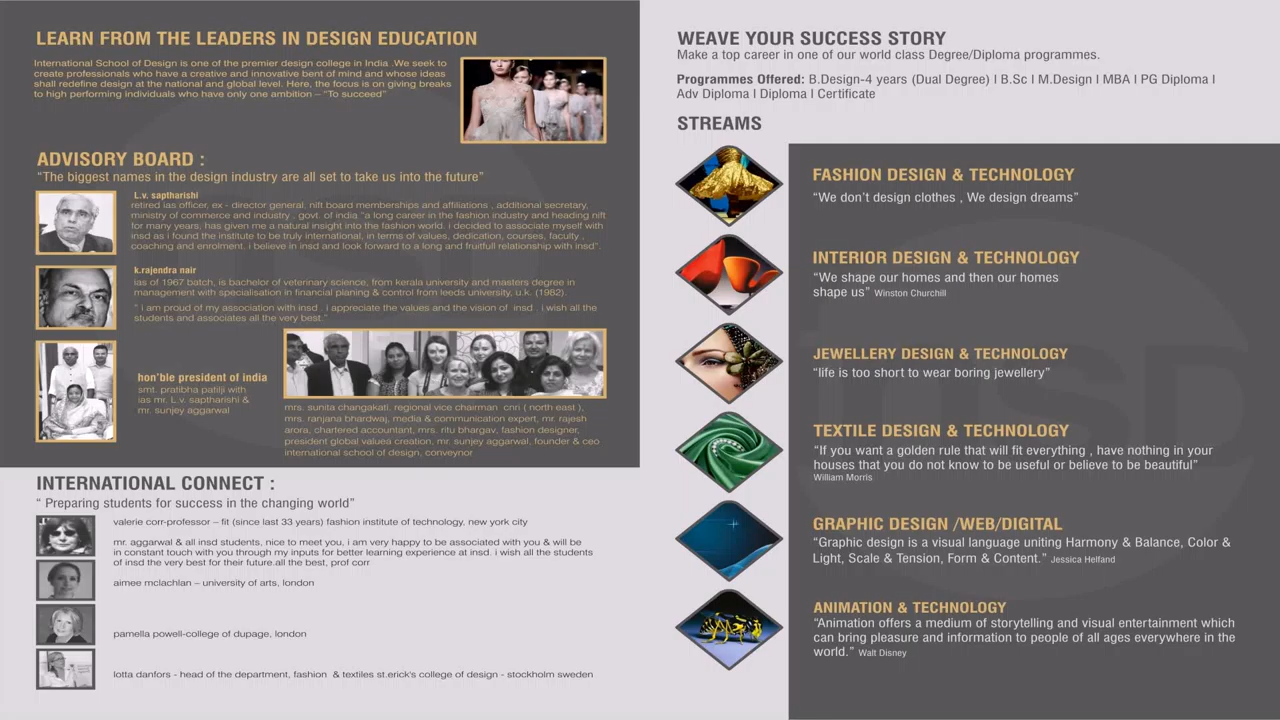 LEARN FROM THE LEADERS IN DESIGN EDUCATION
International School of Design is one of the premier design college in India .We seek to
create professionals who have a creative and innovative bent of mind and whose ideas
shall redefine design at the national and global level. Here, the focus is on giving breaks
to high performing individuals who have only one ambition – “To succeed”
ADVISORY BOARD :
“The biggest names in the design industry are all set to take us into the future”
L.v. saptharishi
retired ias officer, ex - director general, nift board memberships and affiliations , additional secretary,
ministry of commerce and industry , govt. of india "a long career in the fashion industry and heading nift
for many years, has given me a natural insight into the fashion world. i decided to associate myself with
insd as i found the institute to be truly international, in terms of values, dedication, courses, faculty ,
coaching and enrolment. i believe in insd and look forward to a long and fruitfull relationship with insd”.
k.rajendra nair
ias of 1967 batch, is bachelor of veterinary science, from kerala university and masters degree in
management with specialisation in financial planing & control from leeds university, u.k. (1982).
“ i am proud of my association with insd . i appreciate the values and the vision of insd . i wish all the
students and associates all the very best.”
hon’ble president of india
smt. pratibha patilji with
ias mr. L.v. saptharishi &
mr. sunjey aggarwal
mrs. sunita changakati, regional vice chairman cnn ( north east ),
mrs. ranjana bhardwaj, media & communication expert, mr. rajesh
arora, chartered accountant, mrs. ritu bhargav, fashion designer,
president global valuea creation, mr. sunjey aggarwal, founder & ceo
international school of design, conveynor
INTERNATIONAL CONNECT :
“ Preparing students for success in the changing world”
valerie corr-professor – fit (since last 33 years) fashion institute of technology, new york city
mr. aggarwal & all insd students, nice to meet you, i am very happy to be associated with you & will be
in constant touch with you through my inputs for better learning experience at insd. i wish all the students
of insd the very best for their future.all the best, prof corr
aimee mclachlan – university of arts, london
pamella powell-college of dupage, london
lotta danfors - head of the department, fashion & textiles st.erick's college of design - stockholm sweden
WEAVE YOUR SUCCESS STORY
Make a top career in one of our world class Degree/Diploma programmes.
Programmes Offered: B.Design-4 years (Dual Degree) I B.Sc I M.Design I MBA I PG Diploma I
Adv Diploma I Diploma I Certificate
STREAMS
FASHION DESIGN & TECHNOLOGY
“We don’t design clothes , We design dreams”
INTERIOR DESIGN & TECHNOLOGY
“We shape our homes and then our homes
shape us” Winston Churchill
JEWELLERY DESIGN & TECHNOLOGY
“life is too short to wear boring jewellery”
TEXTILE DESIGN & TECHNOLOGY
“If you want a golden rule that will fit everything , have nothing in your
houses that you do not know to be useful or believe to be beautiful”
William Morris
GRAPHIC DESIGN /WEB/DIGITAL
“Graphic design is a visual language uniting Harmony & Balance, Color &
Light, Scale & Tension, Form & Content.” Jessica Helfand
ANIMATION & TECHNOLOGY
“Animation offers a medium of storytelling and visual entertainment which
can bring pleasure and information to people of all ages everywhere in the
world.” Walt Disney